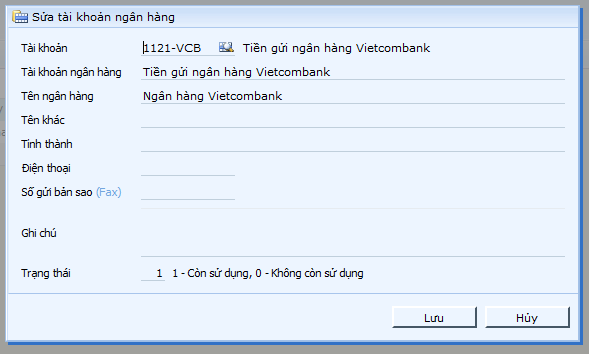 Sửa tài khoản ngân hàng
Tài khoản 1121-VCB Tiền gửi ngân hàng Vietcombank
Tài khoản ngân hàng Tiền gửi ngân hàng Vietcombank
Tên ngân hàng Ngân hàng Vietcombank
Tên khác
Tỉnh thành
Điện thoại
Số gửi bản sao (Fax)
Ghi chú
Trạng thái 1 1 - Còn sử dụng, 0 - Không còn sử dụng
Lưu Hủy